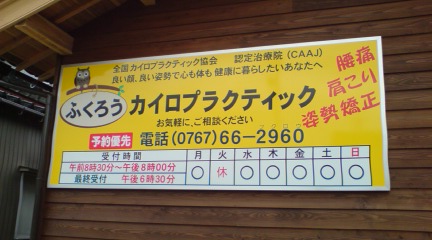 全国カイロプラクティック協会 認定治療院 (CAAJ)
良い顔、良い姿勢で心も体も 健康に暮らしたいあなたへ
ふくろう カイロプラクティック
腰痛
肩こり
姿勢矯正
お気軽に、ご相談ください
予約優先 電話 (0767)66-2960
受付時間 月 火 水 木 金 土 日
午前8時30分〜午後8時00分 ○ 休 ○ ○ ○ ○ ○
最終受付 午後6時30分